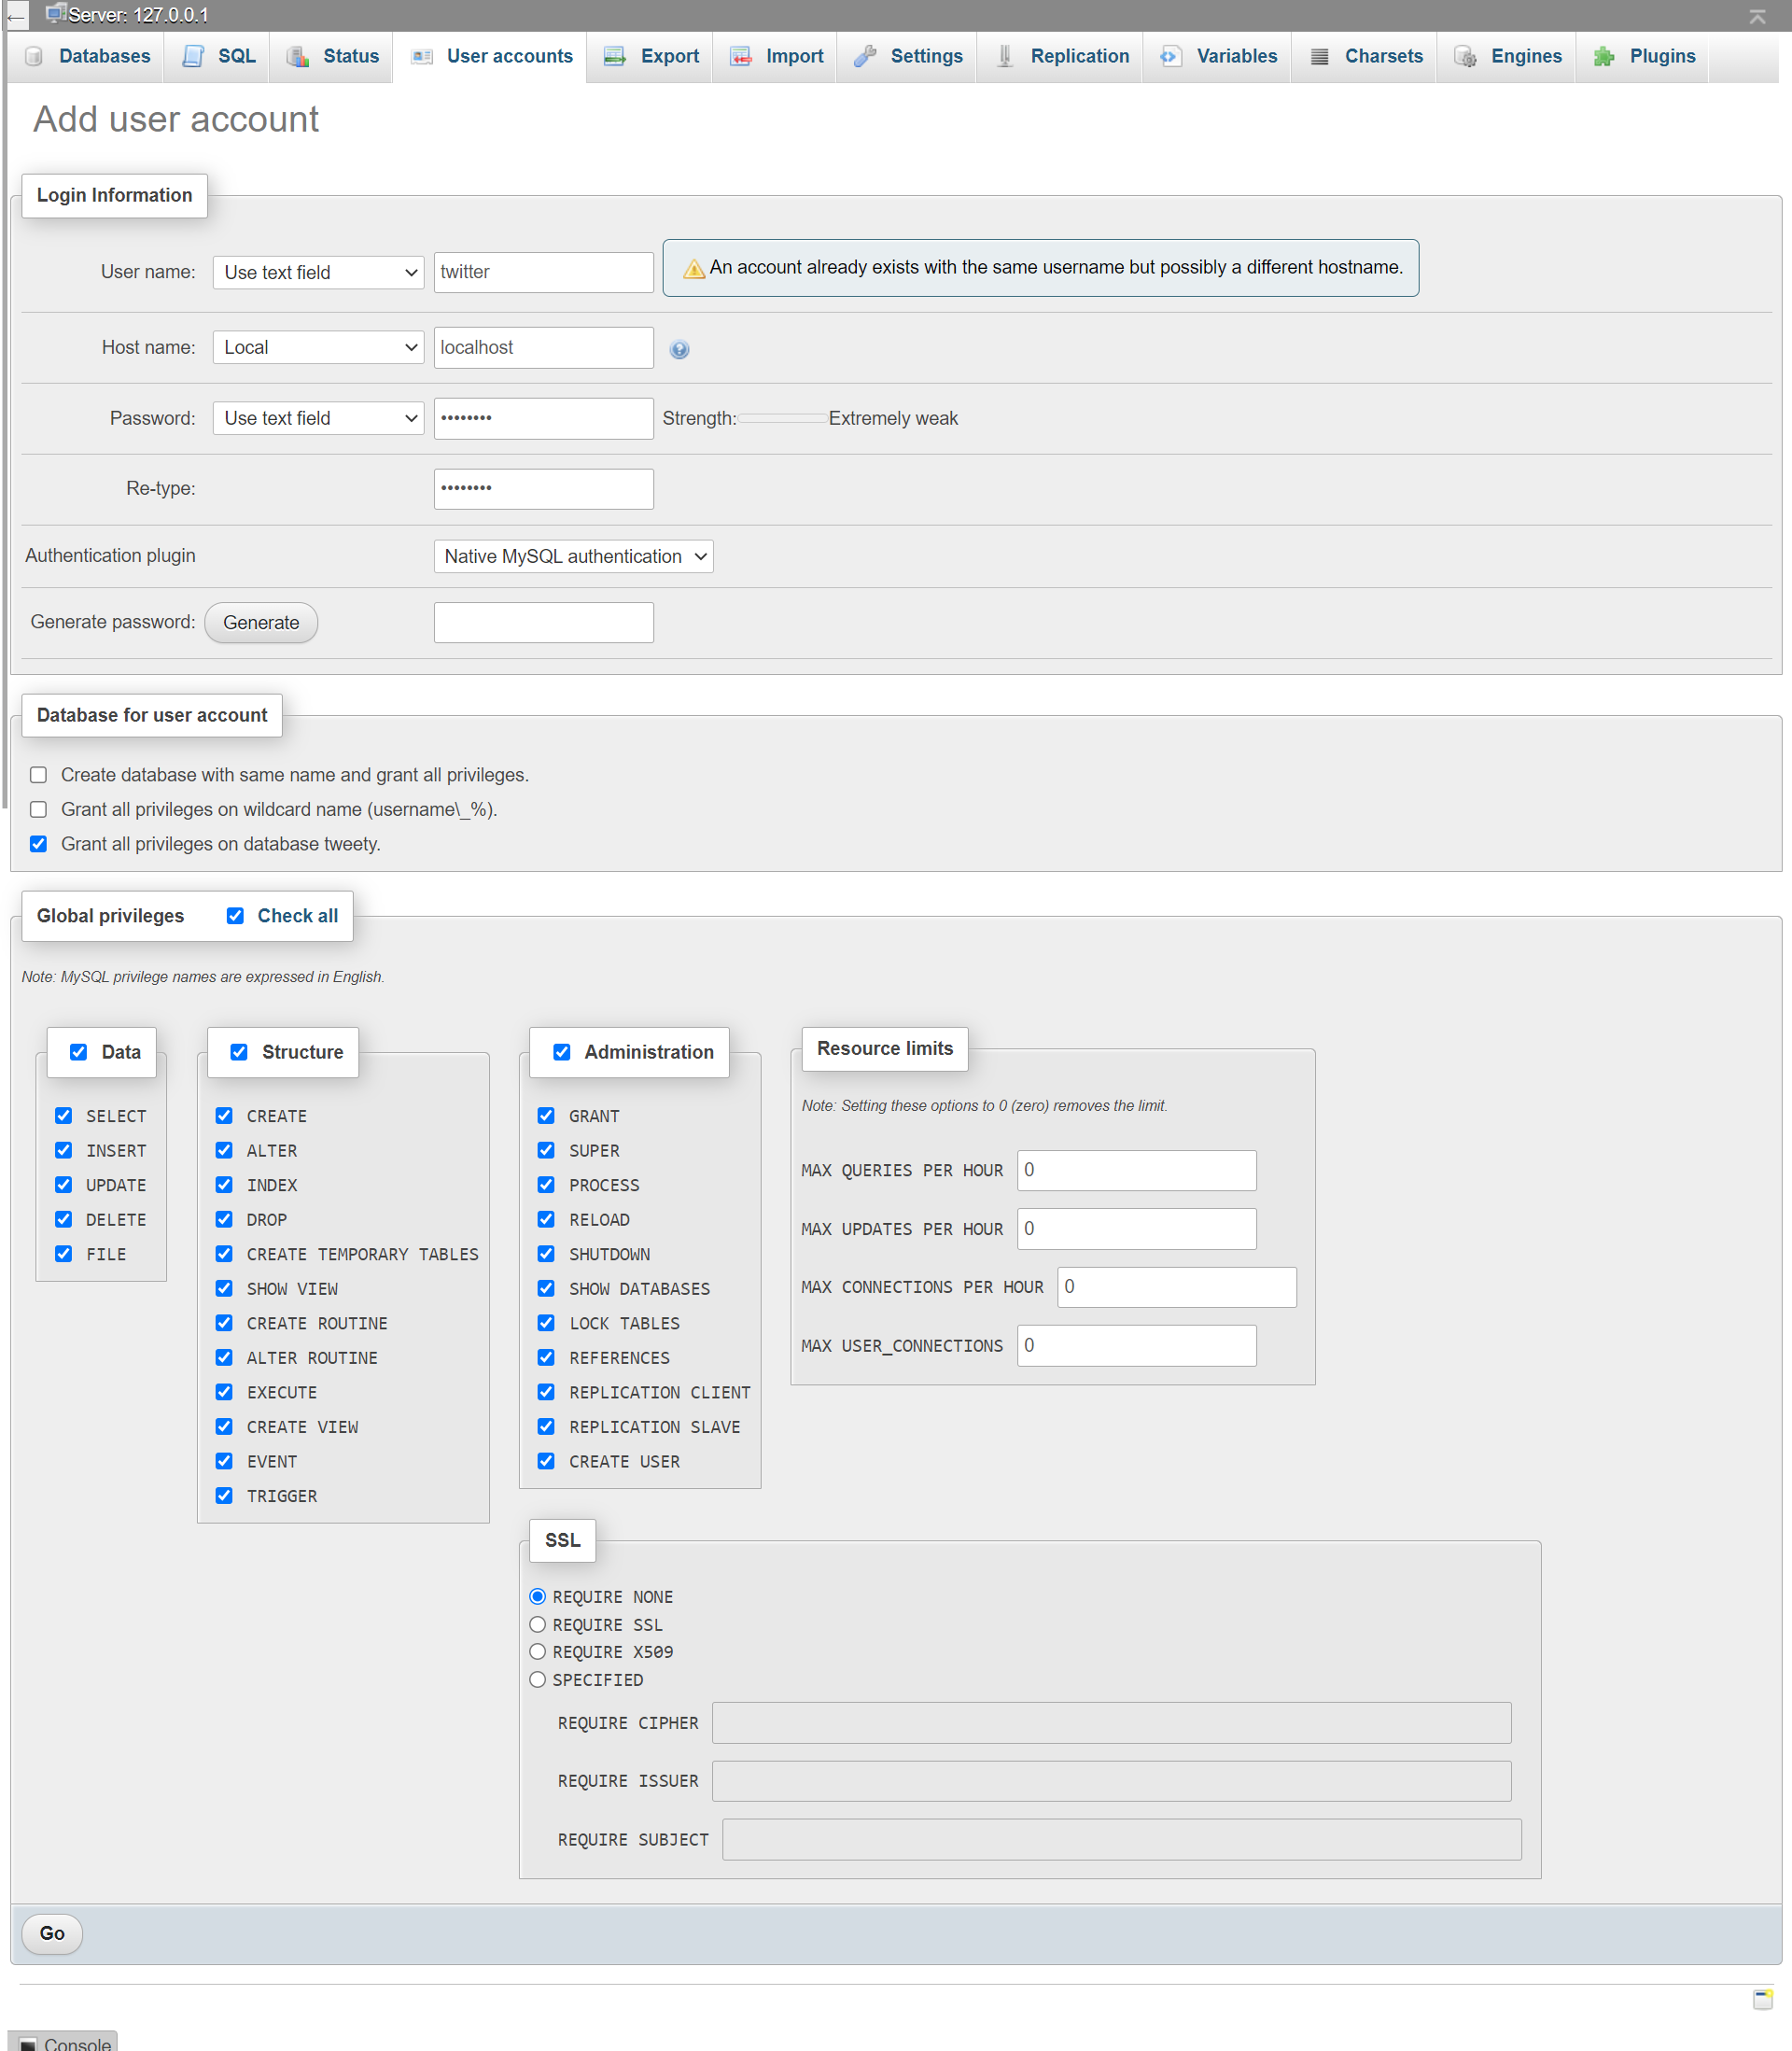 Server: 127.0.0.1
Databases SQL Status User accounts Export Import Settings Replication Variables Charsets Engines Plugins
Add user account
Login Information
User name: Use text field twitter An account already exists with the same username but possibly a different hostname.
Host name: Local localhost
Password: Use text field •••••••• Strength: Extremely weak
Re-type: ••••••••
Authentication plugin Native MySQL authentication
Generate password: Generate
Database for user account
Create database with same name and grant all privileges.
Grant all privileges on wildcard name (username\_%).
Grant all privileges on database tweety.
Global privileges Check all
Note: MySQL privilege names are expressed in English.
Data
SELECT
INSERT
UPDATE
DELETE
FILE
Structure
CREATE
ALTER
INDEX
DROP
CREATE TEMPORARY TABLES
SHOW VIEW
CREATE ROUTINE
ALTER ROUTINE
EXECUTE
CREATE VIEW
EVENT
TRIGGER
Administration
GRANT
SUPER
PROCESS
RELOAD
SHUTDOWN
SHOW DATABASES
LOCK TABLES
REFERENCES
REPLICATION CLIENT
REPLICATION SLAVE
CREATE USER
Resource limits
Note: Setting these options to 0 (zero) removes the limit.
MAX QUERIES PER HOUR 0
MAX UPDATES PER HOUR 0
MAX CONNECTIONS PER HOUR 0
MAX USER_CONNECTIONS 0
SSL
REQUIRE NONE
REQUIRE SSL
REQUIRE X509
SPECIFIED
REQUIRE CIPHER
REQUIRE ISSUER
REQUIRE SUBJECT
Go
Console